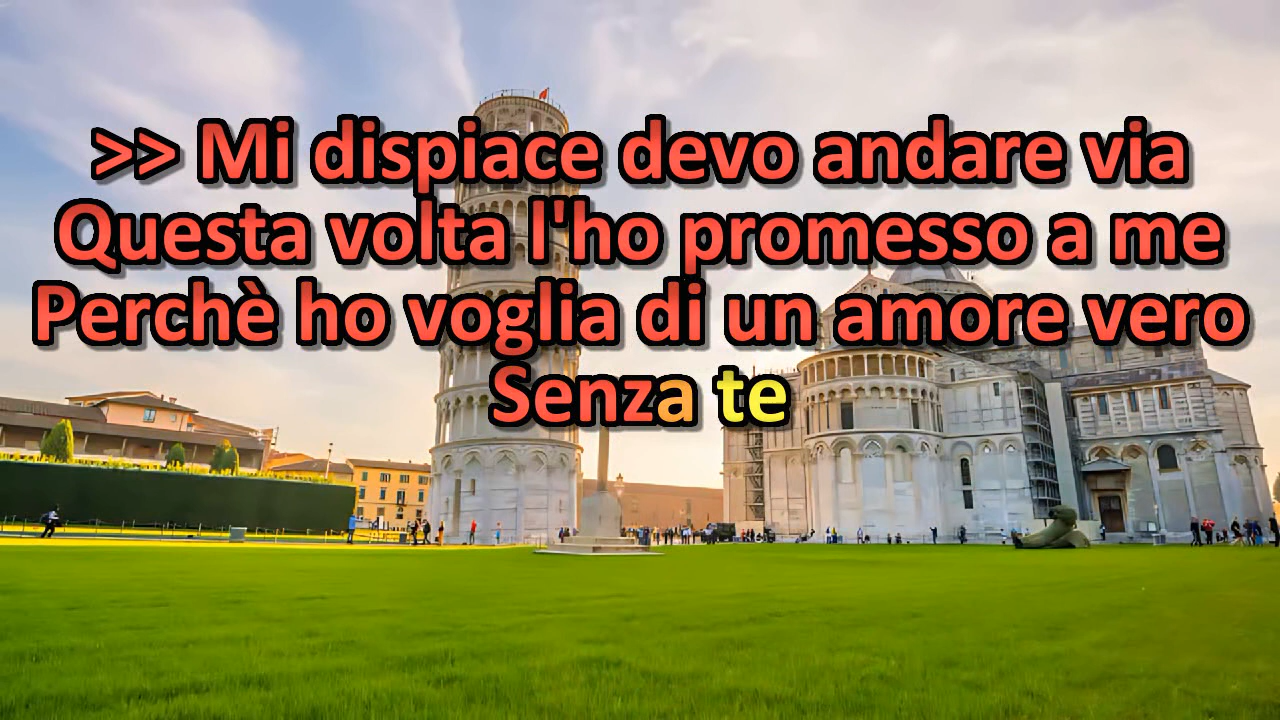 >> Mi dispiace devo andare via
Questa volta l'ho promesso a me
Perchè ho voglia di un amore vero
Senza te